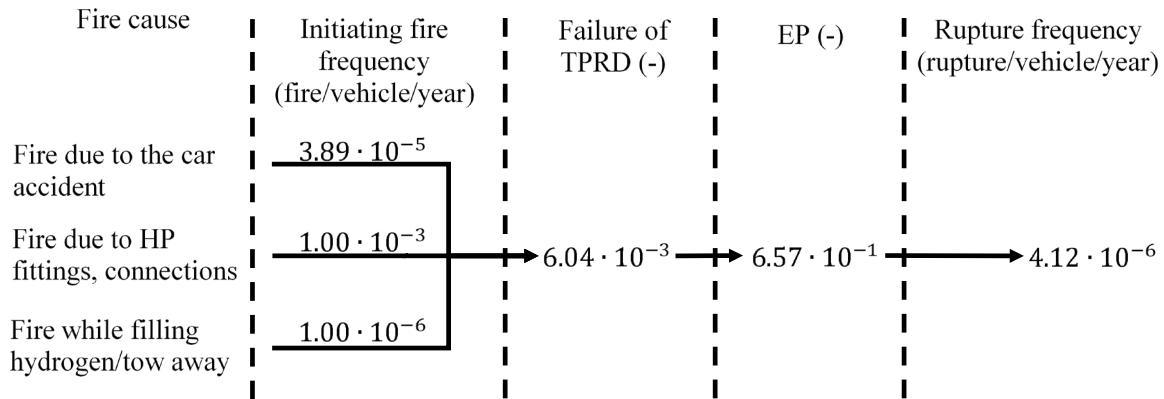 Fire cause
Initiating fire
frequency
(fire/vehicle/year)
Failure of
TPRD (-)
EP (-)
Rupture frequency
(rupture/vehicle/year)
Fire due to the car
accident
3.89 · 10⁻⁵
Fire due to HP
fittings, connections
1.00 · 10⁻³
6.04 · 10⁻³
6.57 · 10⁻¹
4.12 · 10⁻⁶
Fire while filling
hydrogen/tow away
1.00 · 10⁻⁶